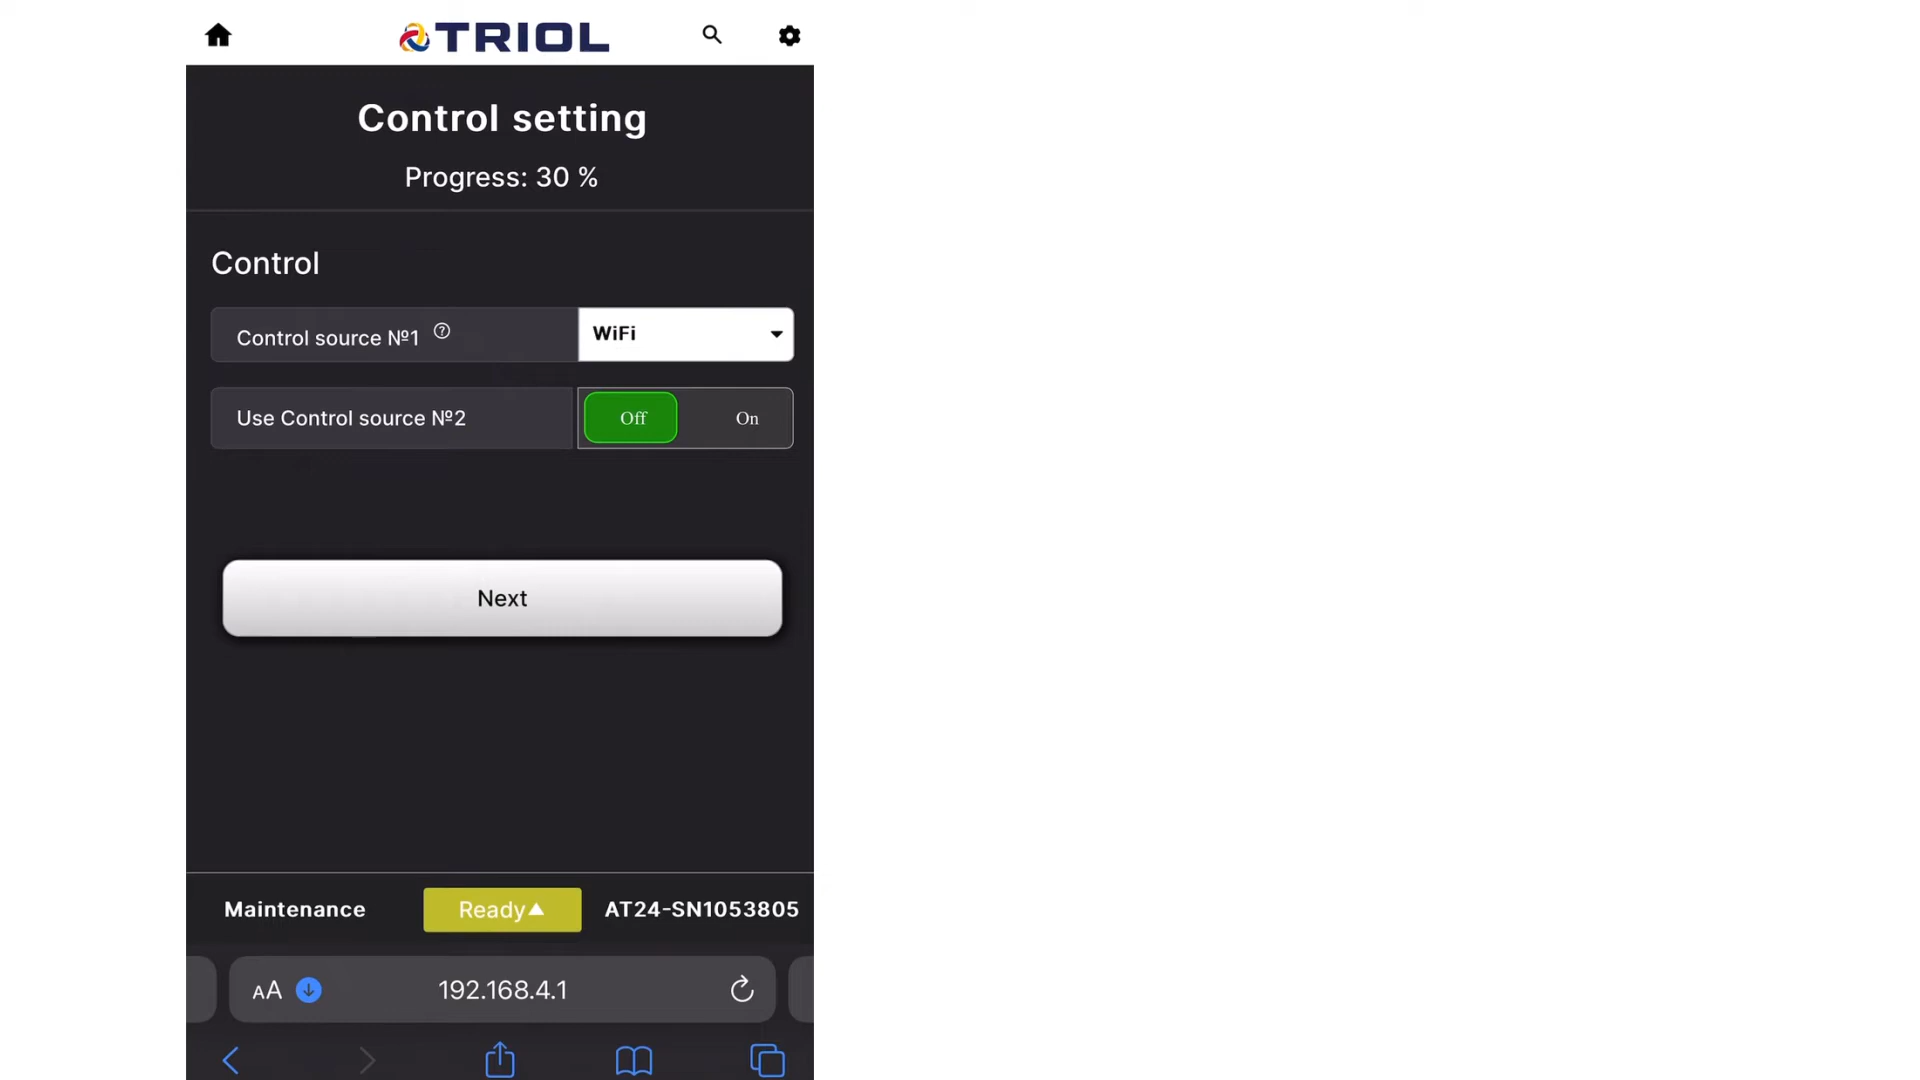 TRIOL
Control setting
Progress: 30 %
Control
Control source №1 ?
WiFi
Use Control source №2
Off On
Next
Maintenance Ready▲ AT24-SN1053805
AA 192.168.4.1